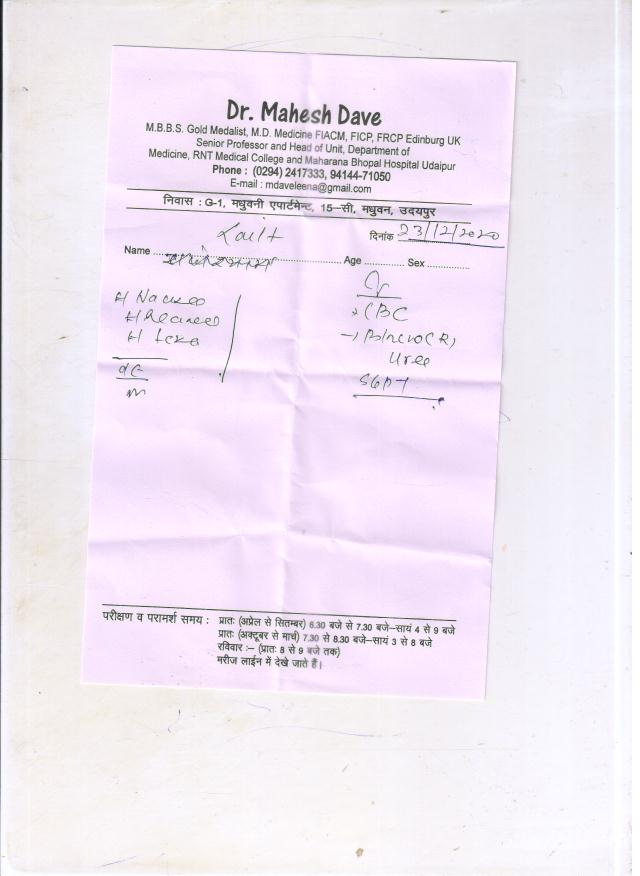 Dr. Mahesh Dave
M.B.B.S. Gold Medalist, M.D. Medicine FIACM, FICP, FRCP Edinburg UK
Senior Professor and Head of Unit, Department of
Medicine, RNT Medical College and Maharana Bhopal Hospital Udaipur
Phone : (0294) 2417333, 94144-71050
E-mail : mdaveleena@gmail.com
निवास : G-1, मधुवनी एपार्टमेन्ट, 15-सी, मधुवन, उदयपुर
Lalit
दिनांक 23/12/2020
Name Age Sex
CBC
Urea
SGPT
परीक्षण व परामर्श समय : प्रातः (अप्रेल से सितम्बर) 6.30 बजे से 7.30 बजे–सायं 4 से 9 बजे
प्रातः (अक्टूबर से मार्च) 7.30 से 8.30 बजे–सायं 3 से 8 बजे
रविवार :– (प्रातः 8 से 9 बजे तक)
मरीज लाईन में देखे जाते हैं।